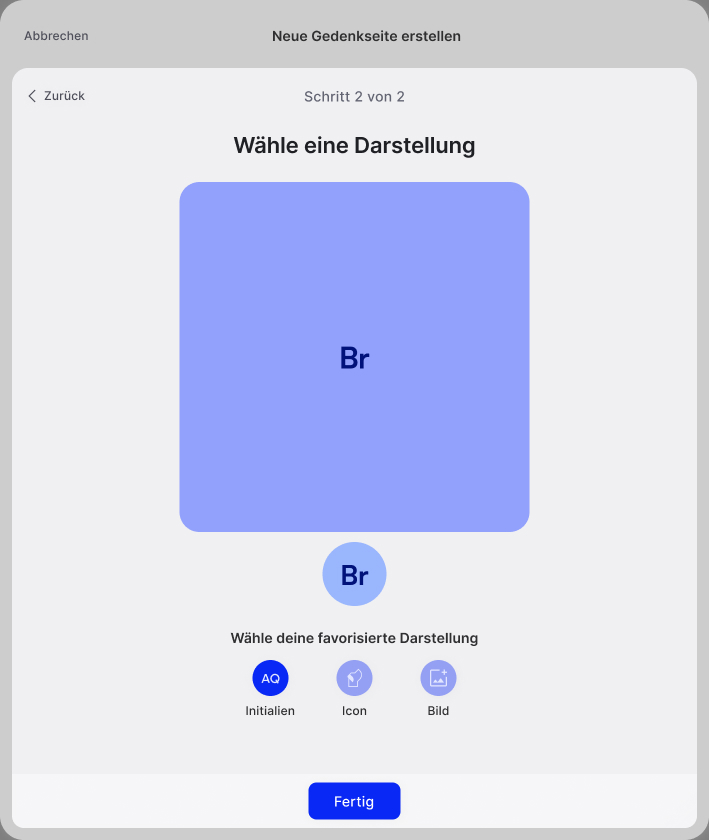 Abbrechen
Neue Gedenkseite erstellen
Zurück
Schritt 2 von 2
Wähle eine Darstellung
Br
Br
Wähle deine favorisierte Darstellung
AQ
Initialien
Icon
Bild
Fertig